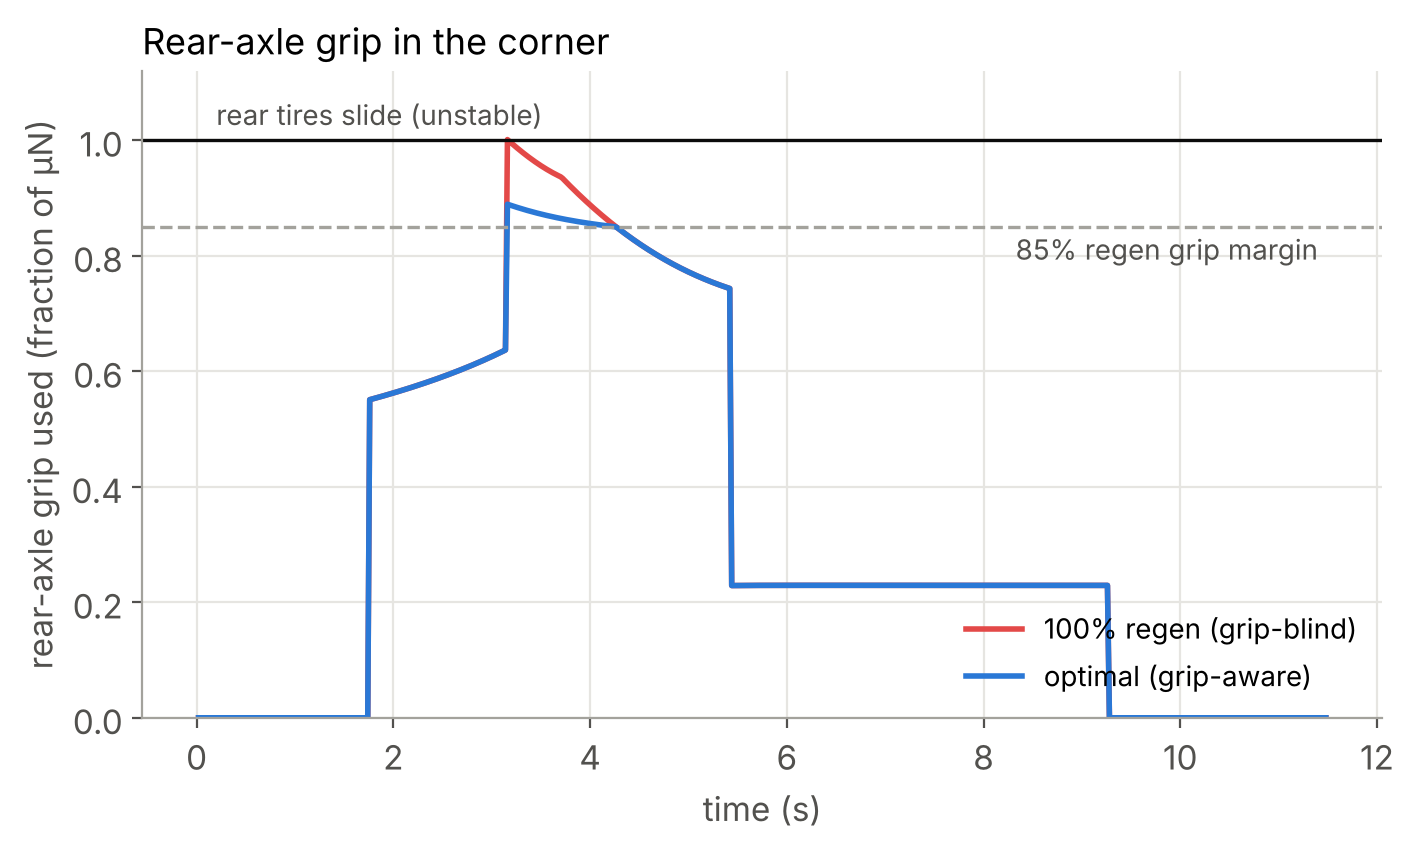 Rear-axle grip in the corner
rear tires slide (unstable)
1.0
0.8
0.6
0.4
0.2
0.0
rear-axle grip used (fraction of μN)
85% regen grip margin
100% regen (grip-blind)
optimal (grip-aware)
0 2 4 6 8 10 12
time (s)